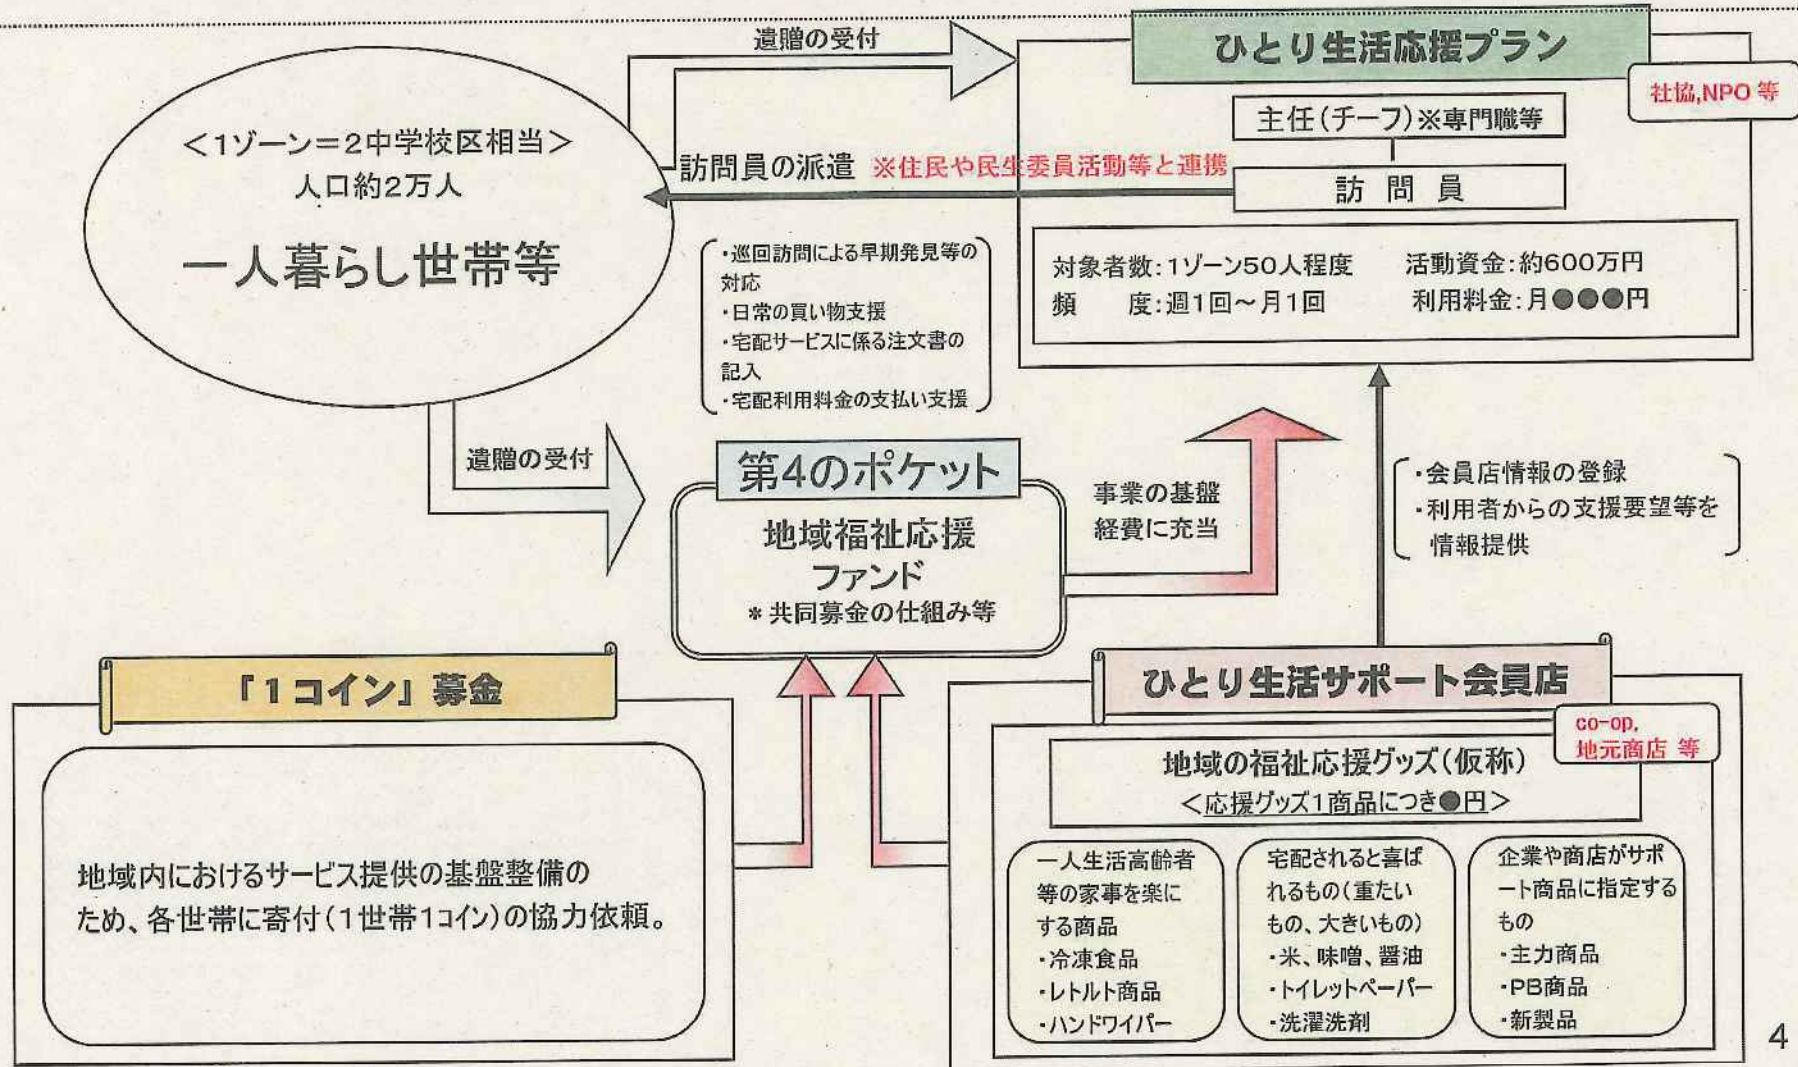 遺贈の受付
ひとり生活応援プラン
社協,NPO 等
主任(チーフ)※専門職等
訪 問 員
<1ゾーン=2中学校区相当>
人口約2万人
一人暮らし世帯等
訪問員の派遣 ※住民や民生委員活動等と連携
対象者数:1ゾーン50人程度 活動資金:約600万円
頻 度:週1回~月1回 利用料金:月●●●円
・巡回訪問による早期発見等の
対応
・日常の買い物支援
・宅配サービスに係る注文書の
記入
・宅配利用料金の支払い支援
遺贈の受付
第4のポケット
地域福祉応援
ファンド
*共同募金の仕組み等
事業の基盤
経費に充当
・会員店情報の登録
・利用者からの支援要望等を
情報提供
「1コイン」募金
地域内におけるサービス提供の基盤整備の
ため、各世帯に寄付(1世帯1コイン)の協力依頼。
ひとり生活サポート会員店
co-op,
地元商店 等
地域の福祉応援グッズ(仮称)
<応援グッズ1商品につき●円>
一人生活高齢者
等の家事を楽に
する商品
・冷凍食品
・レトルト商品
・ハンドワイパー
宅配されると喜ば
れるもの(重たい
もの、大きいもの)
・米、味噌、醤油
・トイレットペーパー
・洗濯洗剤
企業や商店がサポ
ート商品に指定する
もの
・主力商品
・PB商品
・新製品
4